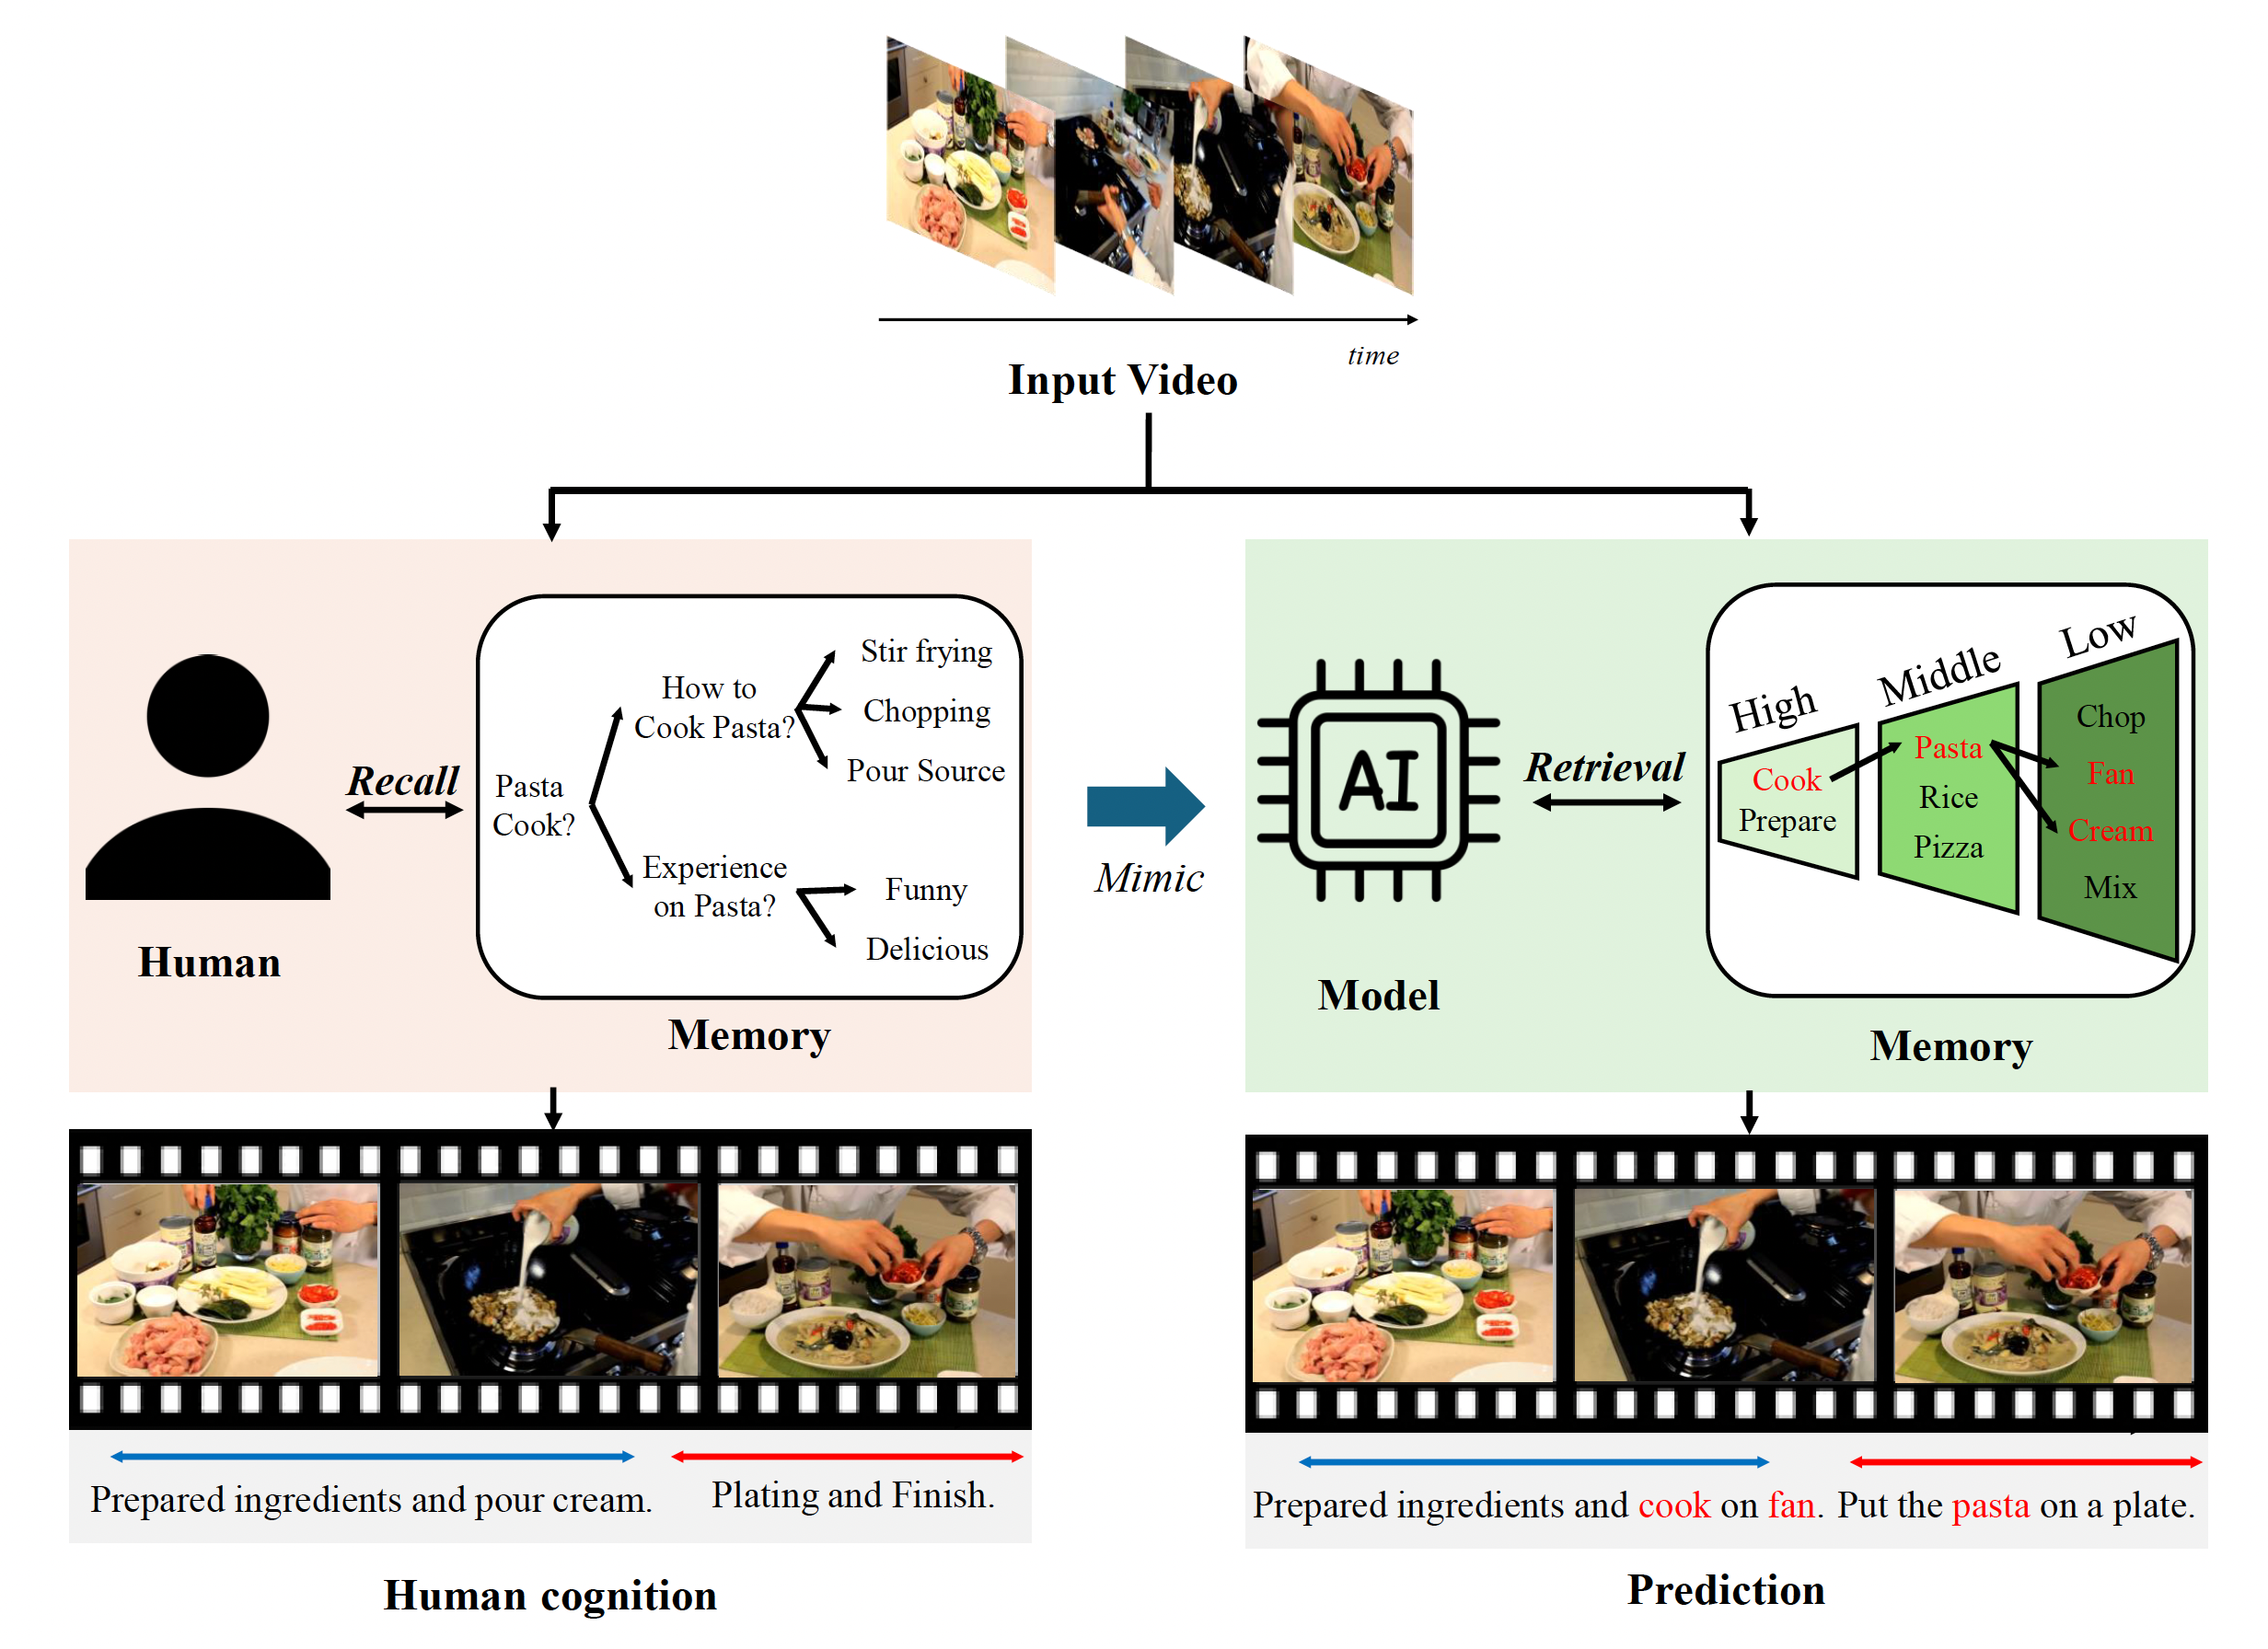 time
Input Video
Human
Recall
Pasta
Cook?
How to
Cook Pasta?
Stir frying
Chopping
Pour Source
Experience
on Pasta?
Funny
Delicious
Memory
Mimic
AI
Model
Retrieval
High
Middle
Low
Cook
Prepare
Pasta
Rice
Pizza
Chop
Fan
Cream
Mix
Memory
Prepared ingredients and pour cream.
Plating and Finish.
Human cognition
Prepared ingredients and cook on fan.
Put the pasta on a plate.
Prediction